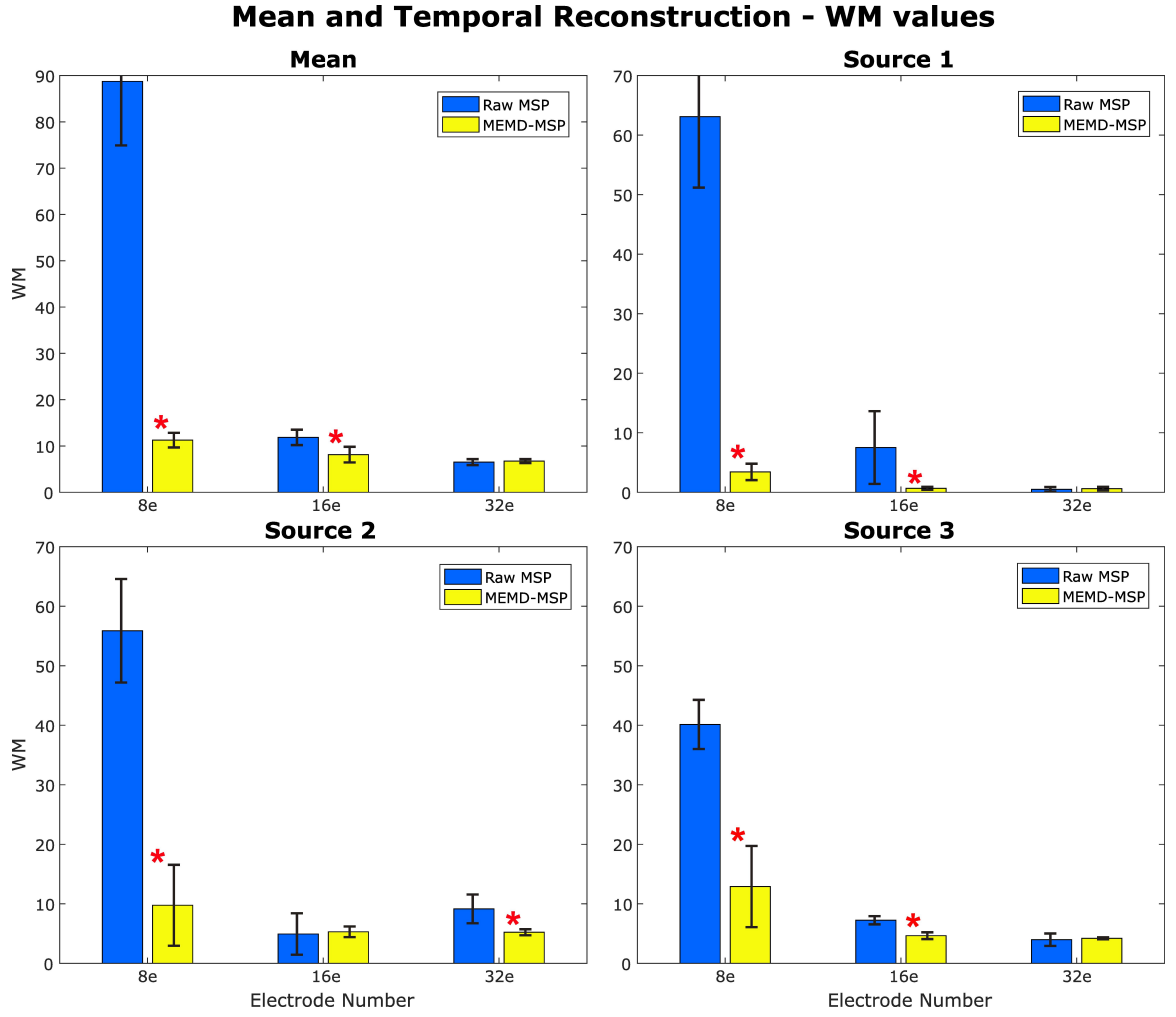 Mean and Temporal Reconstruction - WM values
Mean
90
80
70
60
50
40
30
20
10
0
WM
Raw MSP
MEMD-MSP
*
*
8e
16e
32e
Source 1
70
60
50
40
30
20
10
0
Raw MSP
MEMD-MSP
*
*
8e
16e
32e
Source 2
70
60
50
40
30
20
10
0
WM
Raw MSP
MEMD-MSP
*
*
8e
16e
32e
Electrode Number
Source 3
70
60
50
40
30
20
10
0
Raw MSP
MEMD-MSP
*
*
8e
16e
32e
Electrode Number